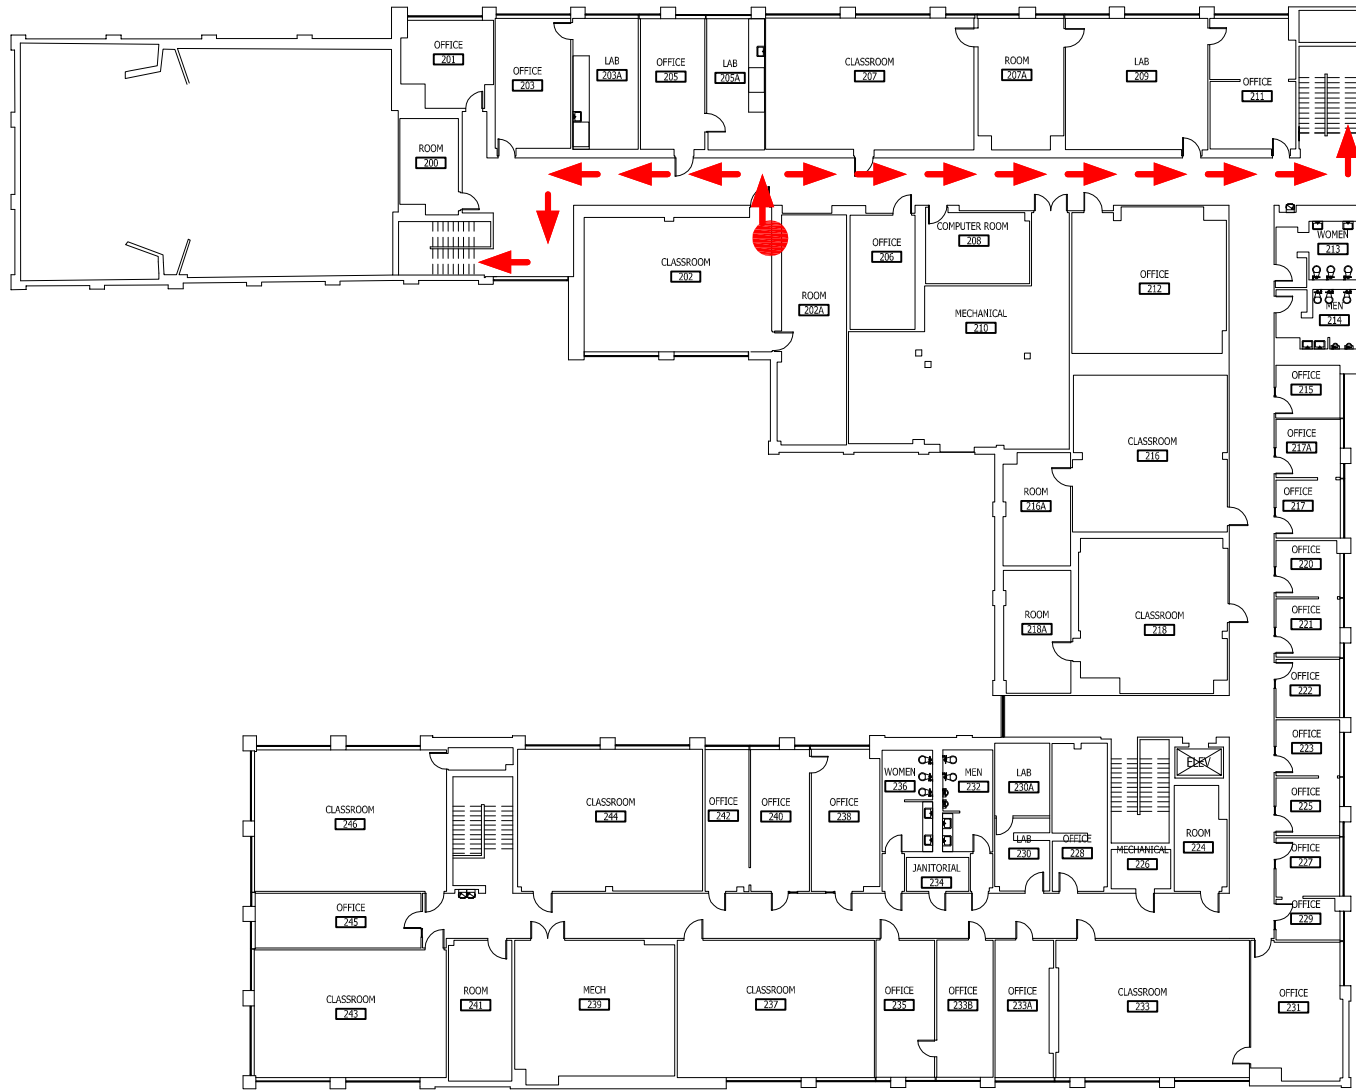 OFFICE
201
OFFICE
203
LAB
203A
OFFICE
205
LAB
205A
CLASSROOM
207
ROOM
207A
LAB
209
OFFICE
211
ROOM
200
CLASSROOM
202
ROOM
202A
OFFICE
206
COMPUTER ROOM
208
MECHANICAL
210
OFFICE
212
WOMEN
213
MEN
214
OFFICE
215
CLASSROOM
216
OFFICE
217A
ROOM
216A
OFFICE
217
OFFICE
220
ROOM
218A
CLASSROOM
218
OFFICE
221
OFFICE
222
OFFICE
223
ELEV
OFFICE
225
CLASSROOM
246
CLASSROOM
244
OFFICE
242
OFFICE
240
OFFICE
238
WOMEN
236
MEN
232
LAB
230A
LAB
230
OFFICE
228
MECHANICAL
226
ROOM
224
OFFICE
227
JANITORIAL
234
OFFICE
245
OFFICE
229
CLASSROOM
243
ROOM
241
MECH
239
CLASSROOM
237
OFFICE
235
OFFICE
233B
OFFICE
233A
CLASSROOM
233
OFFICE
231